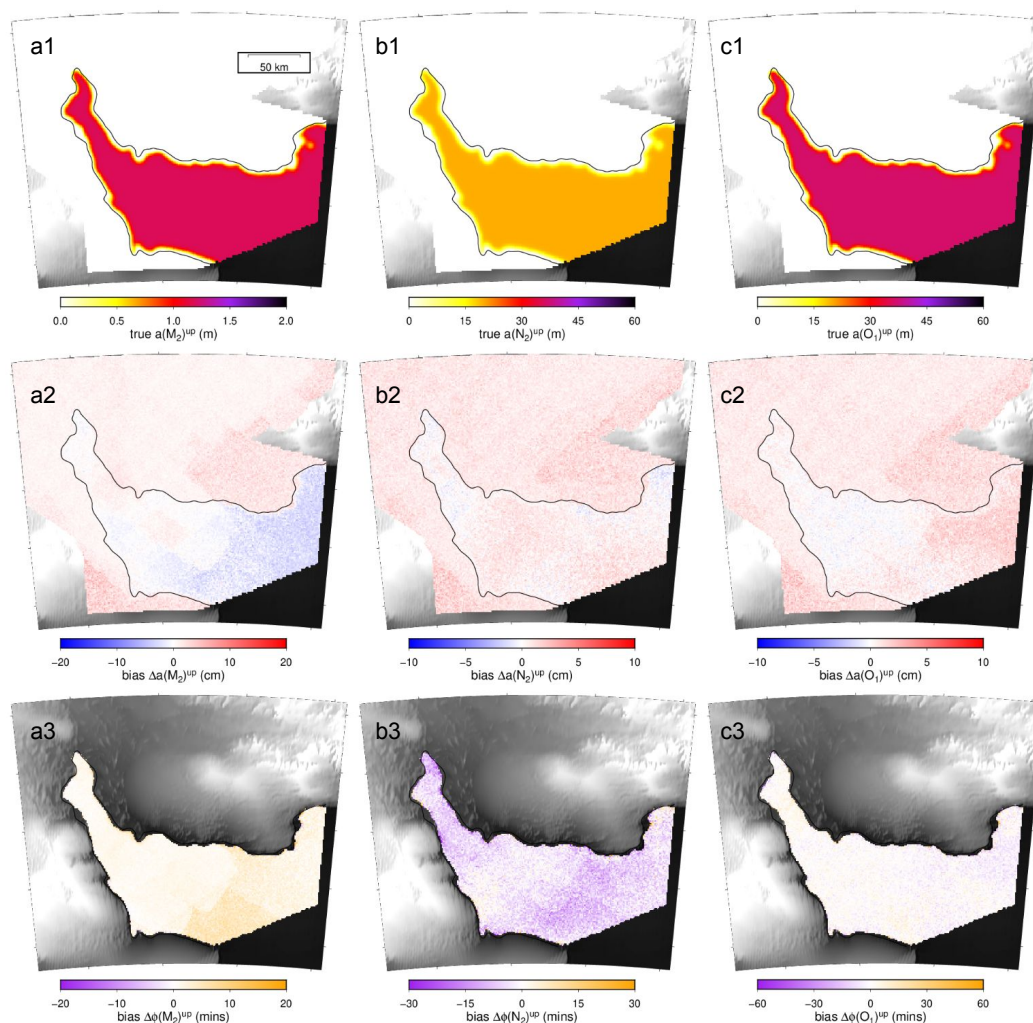 a1
b1
c1
50 km
0.0 0.5 1.0 1.5 2.0
true a(M₂)ᵘᵖ (m)
0 15 30 45 60
true a(N₂)ᵘᵖ (m)
0 15 30 45 60
true a(O₁)ᵘᵖ (m)
a2
b2
c2
−20 −10 0 10 20
bias Δa(M₂)ᵘᵖ (cm)
−10 −5 0 5 10
bias Δa(N₂)ᵘᵖ (cm)
−10 −5 0 5 10
bias Δa(O₁)ᵘᵖ (cm)
a3
b3
c3
−20 −10 0 10 20
bias Δϕ(M₂)ᵘᵖ (mins)
−30 −15 0 15 30
bias Δϕ(N₂)ᵘᵖ (mins)
−60 −30 0 30 60
bias Δϕ(O₁)ᵘᵖ (mins)